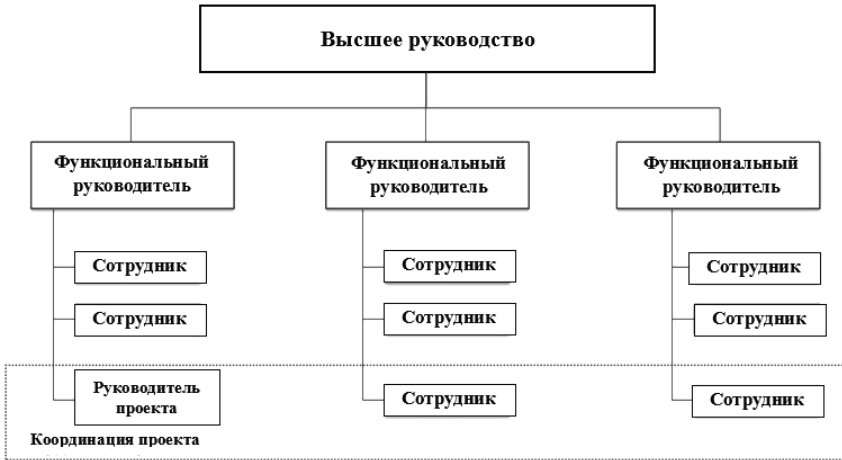 Высшее руководство
Функциональный
руководитель
Функциональный
руководитель
Функциональный
руководитель
Сотрудник
Сотрудник
Сотрудник
Сотрудник
Сотрудник
Сотрудник
Руководитель
проекта
Сотрудник
Сотрудник
Координация проекта